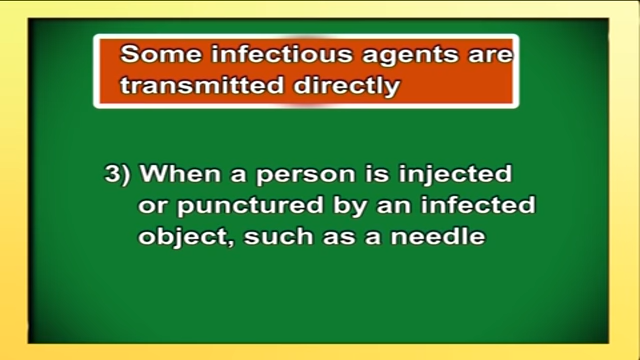 Some infectious agents are
transmitted directly
3) When a person is injected
or punctured by an infected
object, such as a needle